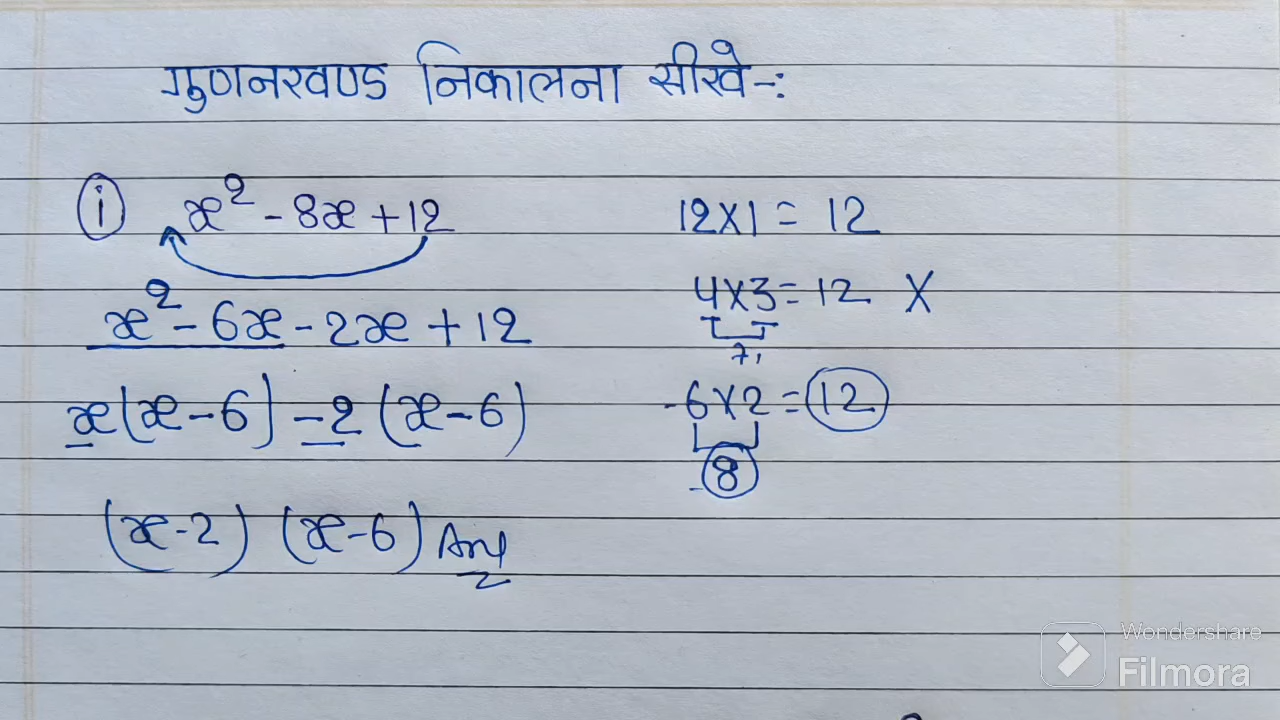 गुणनखण्ड निकालना सीखे-:
(i) x² - 8x + 12
12×1 = 12
4×3 = 12 X
7,
x² - 6x - 2x + 12
-6×2 = 12
x(x-6) -2(x-6)
8
(x-2) (x-6) Ans
Wondershare
Filmora